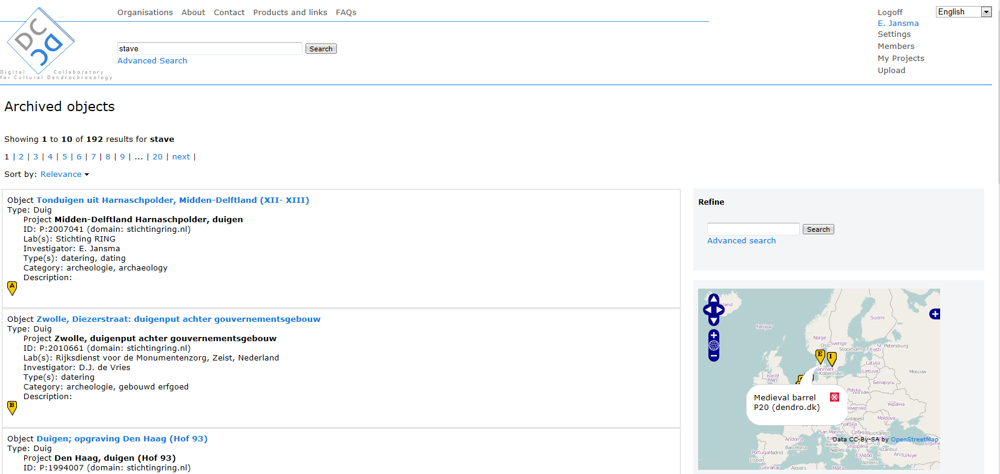 Organisations About Contact Products and links FAQs
Logoff
English
E. Jansma
Settings
Members
My Projects
Upload
DC
DC
Digital Collaboratory
for Cultural Dendrochronology
stave Search
Advanced Search
Archived objects
Showing 1 to 10 of 192 results for stave
1 | 2 | 3 | 4 | 5 | 6 | 7 | 8 | 9 | ... | 20 | next |
Sort by: Relevance
Object Tonduigen uit Harnaschpolder, Midden-Delftland (XII- XIII)
Type: Duig
Project Midden-Delftland Harnaschpolder, duigen
ID: P:2007041 (domain: stichtingring.nl)
Lab(s): Stichting RING
Investigator: E. Jansma
Type(s): datering, dating
Category: archeologie, archaeology
Description:
A
Object Zwolle, Diezerstraat: duigenput achter gouvernementsgebouw
Type: Duig
Project Zwolle, duigenput achter gouvernementsgebouw
ID: P:2010661 (domain: stichtingring.nl)
Lab(s): Rijksdienst voor de Monumentenzorg, Zeist, Nederland
Investigator: D.J. de Vries
Type(s): datering
Category: archeologie, gebouwd erfgoed
Description:
B
Object Duigen; opgraving Den Haag (Hof 93)
Type: Duig
Project Den Haag, duigen (Hof 93)
ID: P:1994007 (domain: stichtingring.nl)
Refine
Search
Advanced search
Føroyar
Suomi
Norge
Oslo Sverige
Stockholm Eesti
St. Petersburg
E I
Danmark
København
Latvija
Lietuva
Moscow
Isle of
Man
Беларусь
Polska
Україна
Moldova
Medieval barrel
P20 (dendro.dk)
San Marino
Србија
Bucharest
Data CC-By-SA by OpenStreetMap
Andorra
Barcelona
Rome
Naples
Shqipëria
Istanbul
Türkiye
Portugal
Madrid
Lisbon
Ελλάδα
Athens
Gibraltar
Algiers
Malta